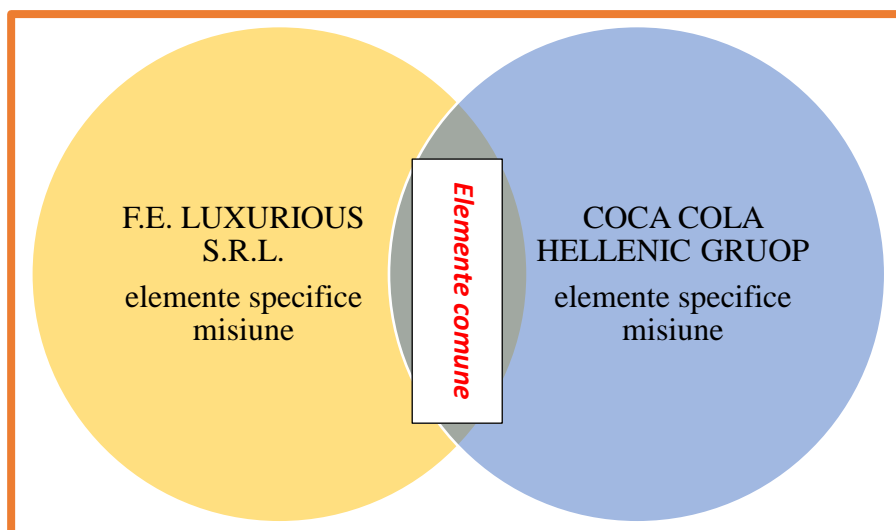 F.E. LUXURIOUS
S.R.L.
elemente specifice
misiune
Elemente comune
COCA COLA
HELLENIC GRUOP
elemente specifice
misiune